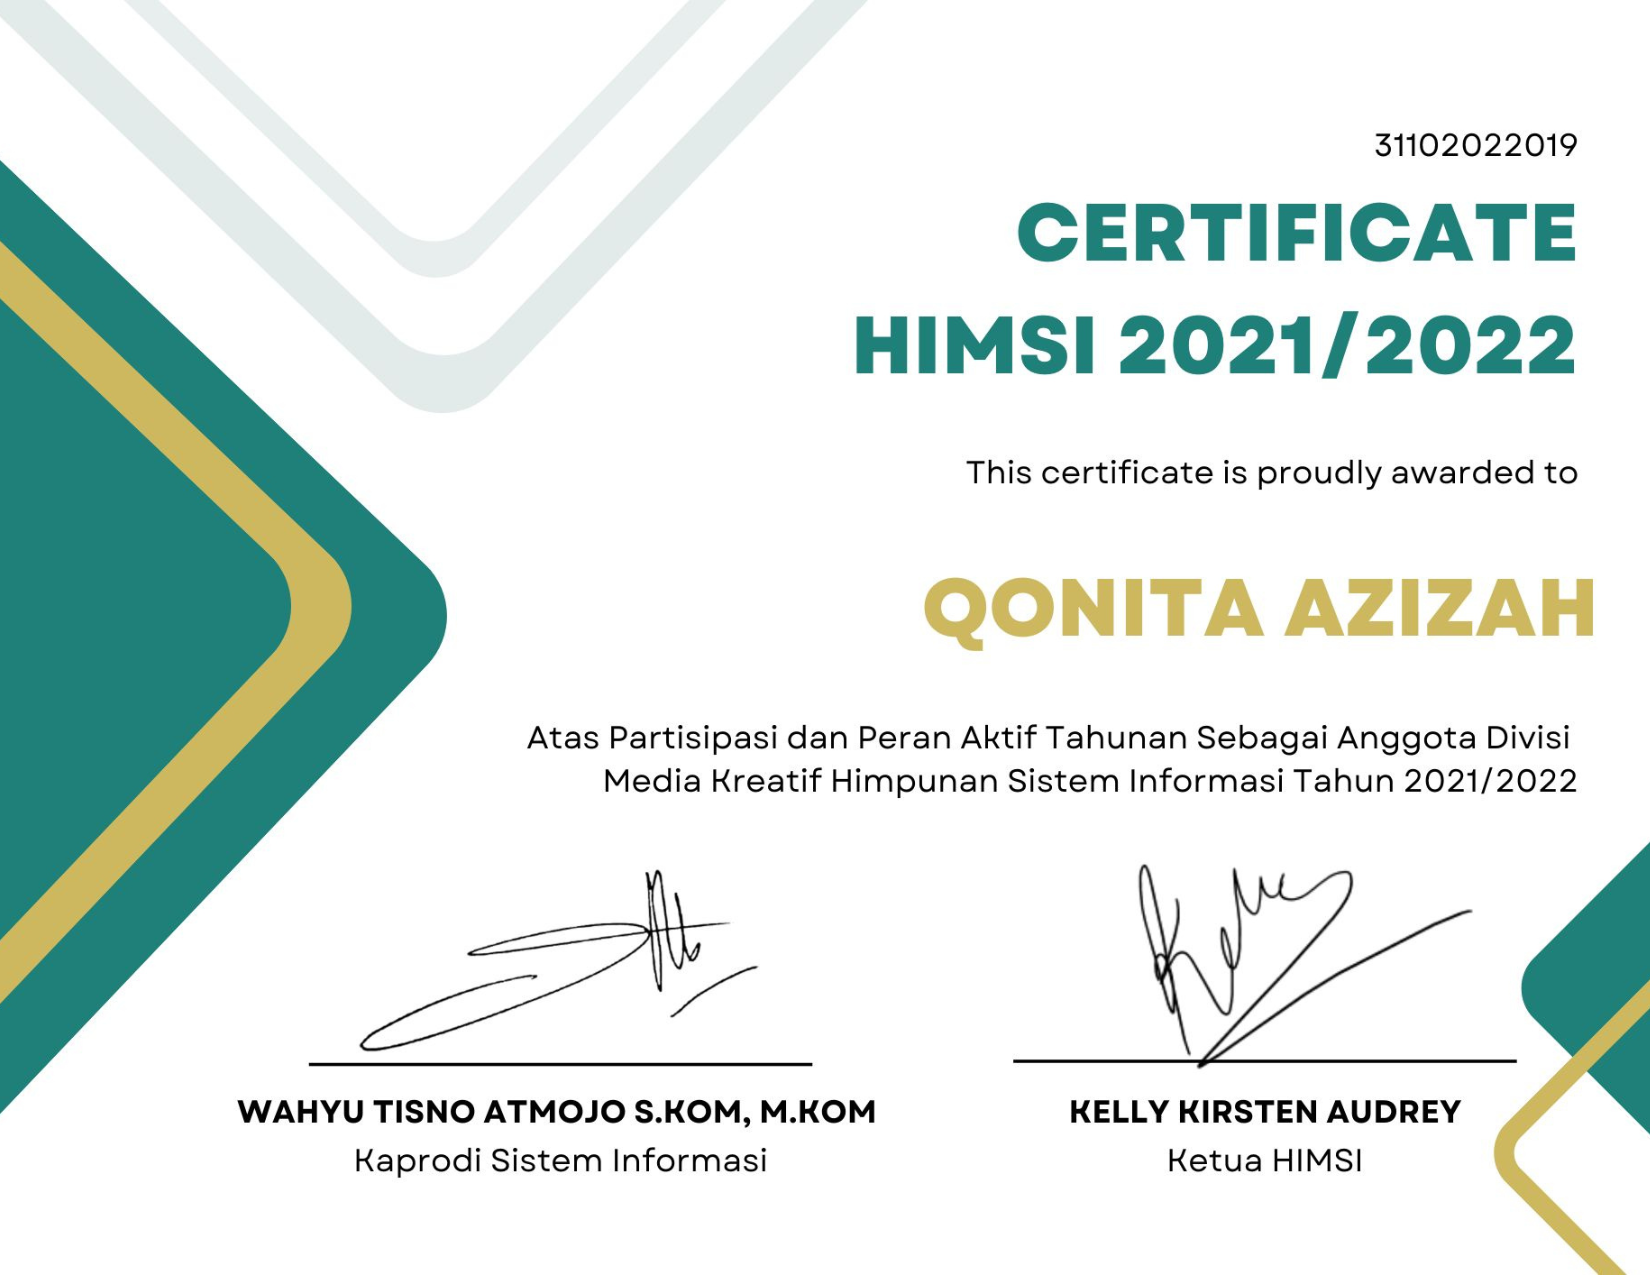 31102022019
CERTIFICATE
HIMSI 2021/2022
This certificate is proudly awarded to
QONITA AZIZAH
Atas Partisipasi dan Peran Aktif Tahunan Sebagai Anggota Divisi
Media Kreatif Himpunan Sistem Informasi Tahun 2021/2022
WAHYU TISNO ATMOJO S.KOM, M.KOM
Kaprodi Sistem Informasi
KELLY KIRSTEN AUDREY
Ketua HIMSI